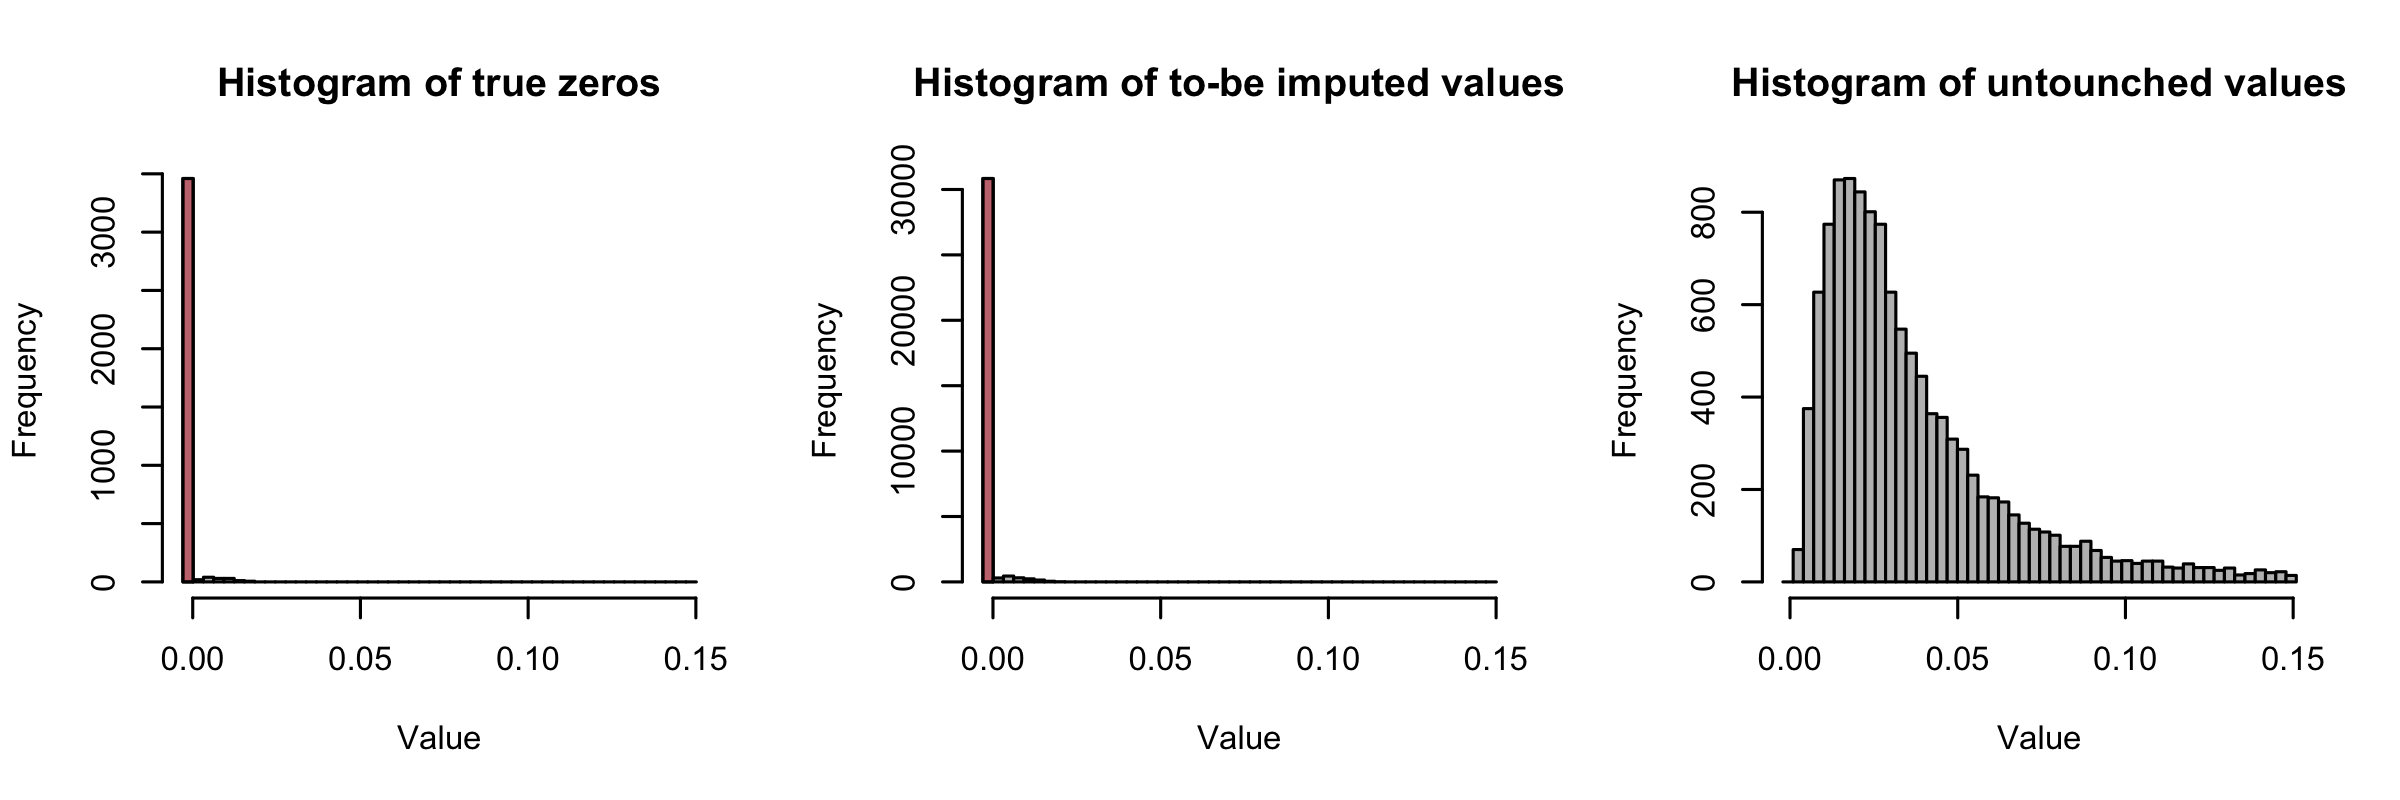 Histogram of true zeros
Frequency
3000
2000
1000
0
0.00 0.05 0.10 0.15
Value
Histogram of to-be imputed values
Frequency
30000
20000
10000
0
0.00 0.05 0.10 0.15
Value
Histogram of untounched values
Frequency
800
600
400
200
0
0.00 0.05 0.10 0.15
Value